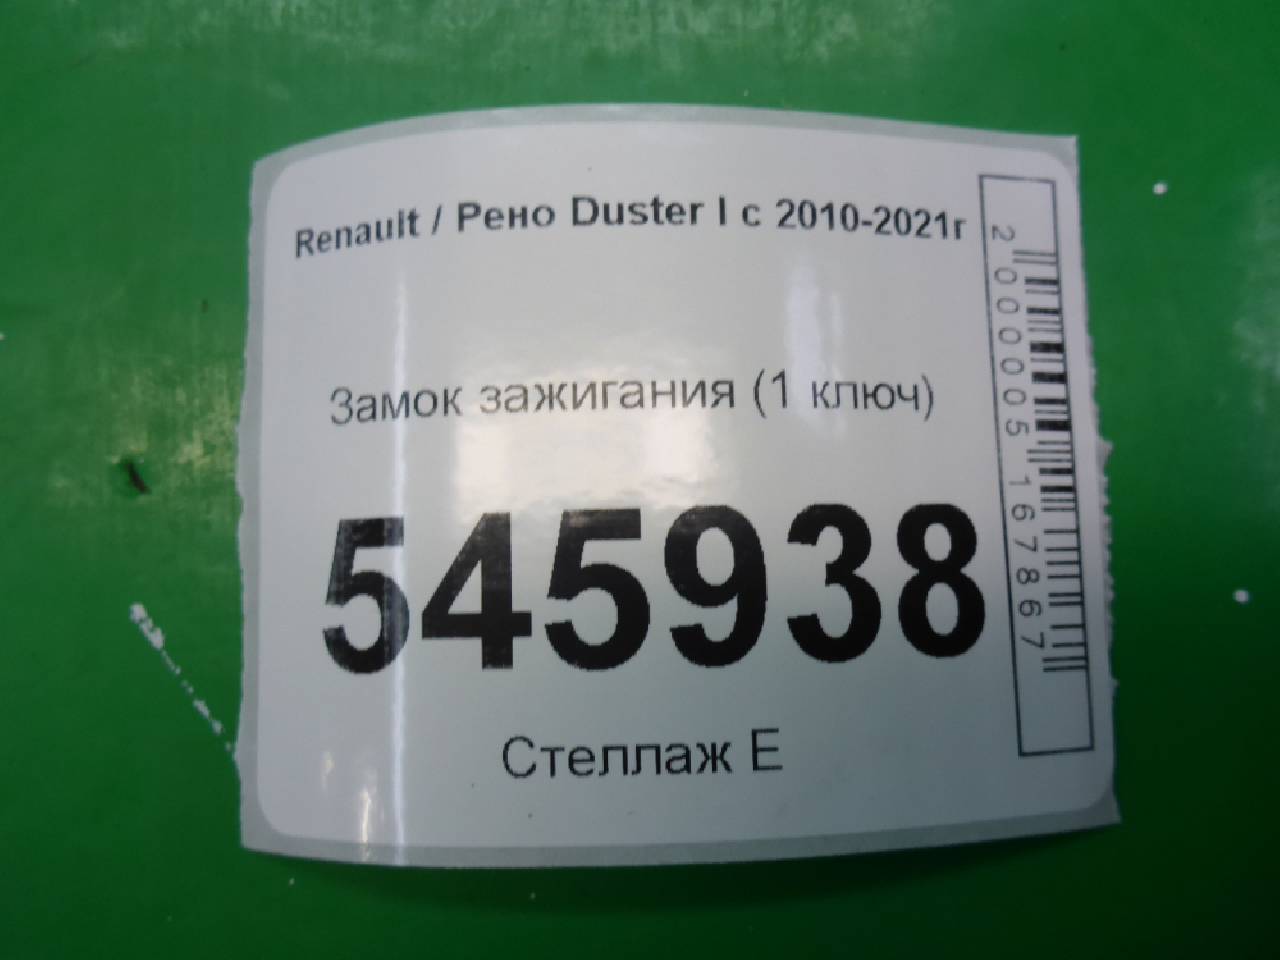 Renault / Рено Duster I с 2010-2021г
Замок зажигания (1 ключ)
545938
Стеллаж Е
2000005167867